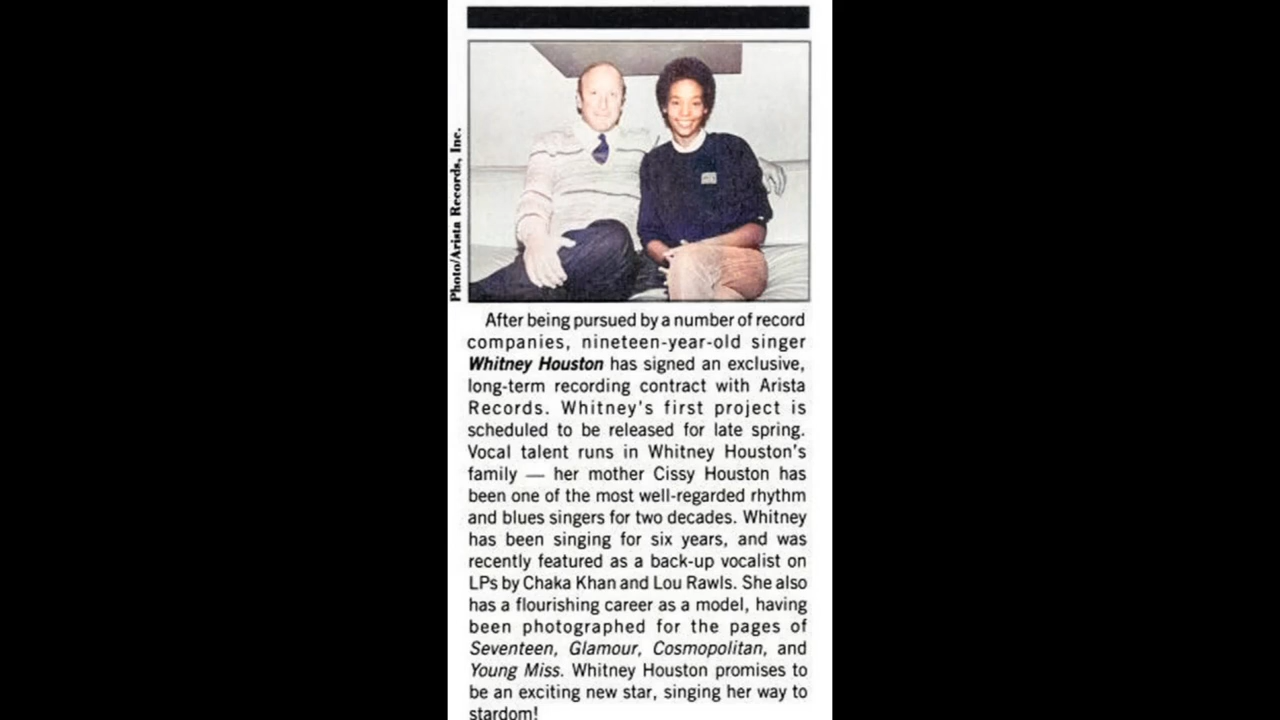 Photo/Arista Records, Inc.
After being pursued by a number of record
companies, nineteen-year-old singer
Whitney Houston has signed an exclusive,
long-term recording contract with Arista
Records. Whitney's first project is
scheduled to be released for late spring.
Vocal talent runs in Whitney Houston's
family — her mother Cissy Houston has
been one of the most well-regarded rhythm
and blues singers for two decades. Whitney
has been singing for six years, and was
recently featured as a back-up vocalist on
LPs by Chaka Khan and Lou Rawls. She also
has a flourishing career as a model, having
been photographed for the pages of
Seventeen, Glamour, Cosmopolitan, and
Young Miss. Whitney Houston promises to
be an exciting new star, singing her way to
stardom!